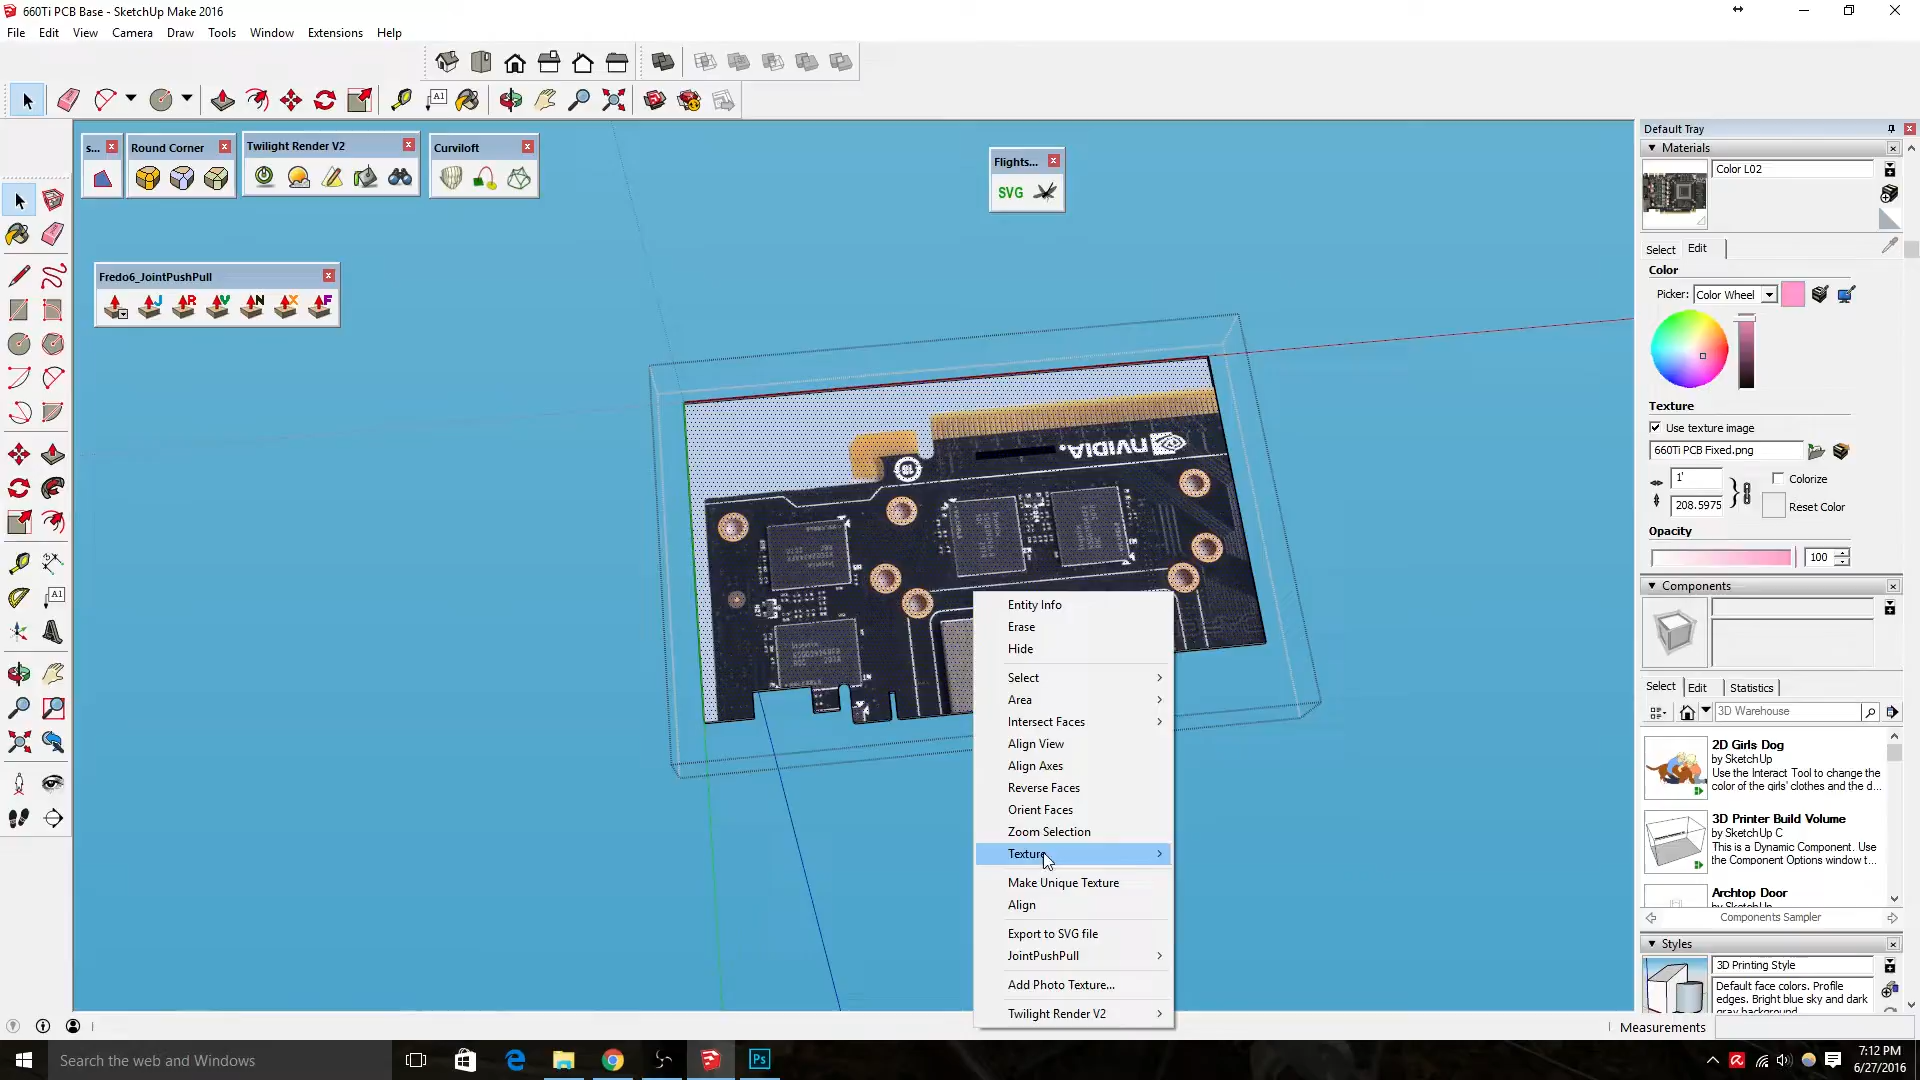 660Ti PCB Base - SketchUp Make 2016
File Edit View Camera Draw Tools Window Extensions Help
A1
s...
Round Corner
Twilight Render V2
Curviloft
Flights...
SVG
Fredo6_JointPushPull
J R V N X F
A1
NVIDIA.
Entity Info
Erase
Hide
Select
Area
Intersect Faces
Align View
Align Axes
Reverse Faces
Orient Faces
Zoom Selection
Texture
Make Unique Texture
Align
Export to SVG file
JointPushPull
Add Photo Texture...
Twilight Render V2
Default Tray
Materials
Color L02
Select Edit
Color
Picker: Color Wheel
Texture
Use texture image
660Ti PCB Fixed.png
1'
Colorize
208.5975
Reset Color
Opacity
100
Components
Select Edit Statistics
3D Warehouse
2D Girls Dog
by SketchUp
Use the Interact Tool to change the
color of the girls' clothes and the d...
3D Printer Build Volume
by SketchUp C
This is a Dynamic Component. Use
the Component Options window t...
Archtop Door
by SketchUp
Components Sampler
Styles
3D Printing Style
Default face colors. Profile
edges. Bright blue sky and dark
gray background.
Measurements
Search the web and Windows
Ps
7:12 PM
6/27/2016